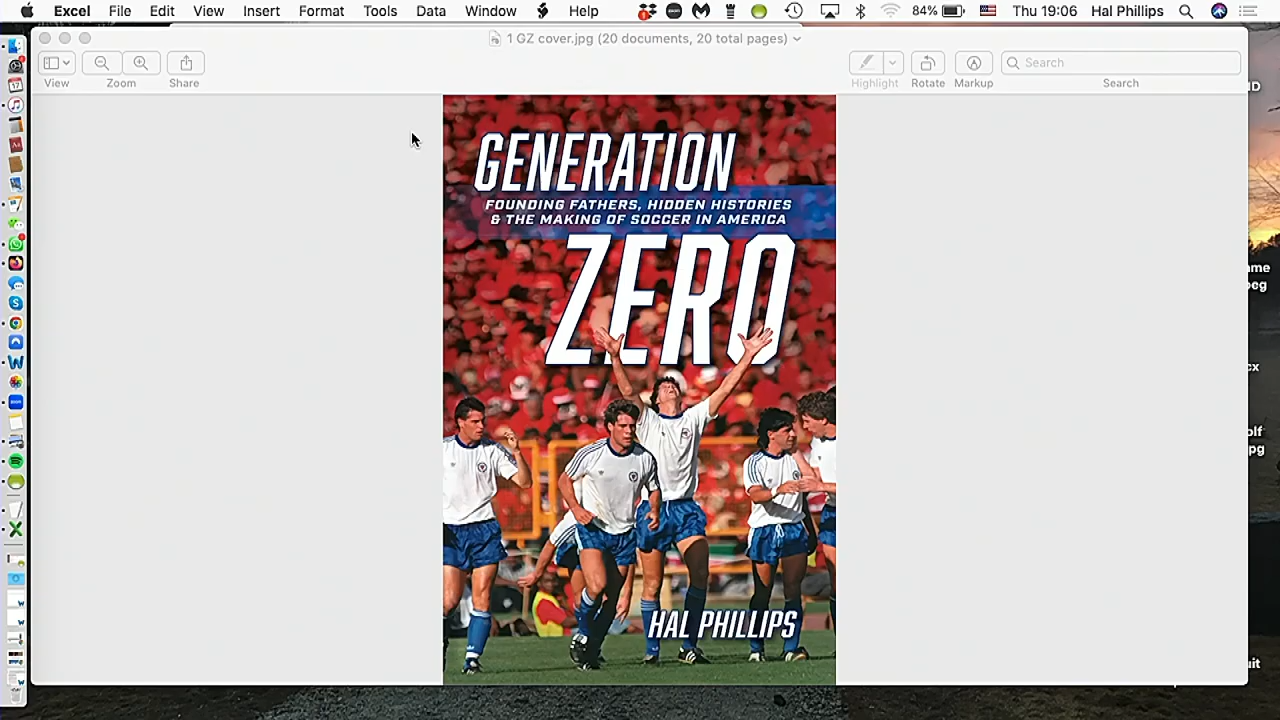 Excel File Edit View Insert Format Tools Data Window Help 84% Thu 19:06 Hal Phillips
1 GZ cover.jpg (20 documents, 20 total pages)
View Zoom Share Highlight Rotate Markup Search
Search
GENERATION
FOUNDING FATHERS, HIDDEN HISTORIES
& THE MAKING OF SOCCER IN AMERICA
ZERO
HAL PHILLIPS